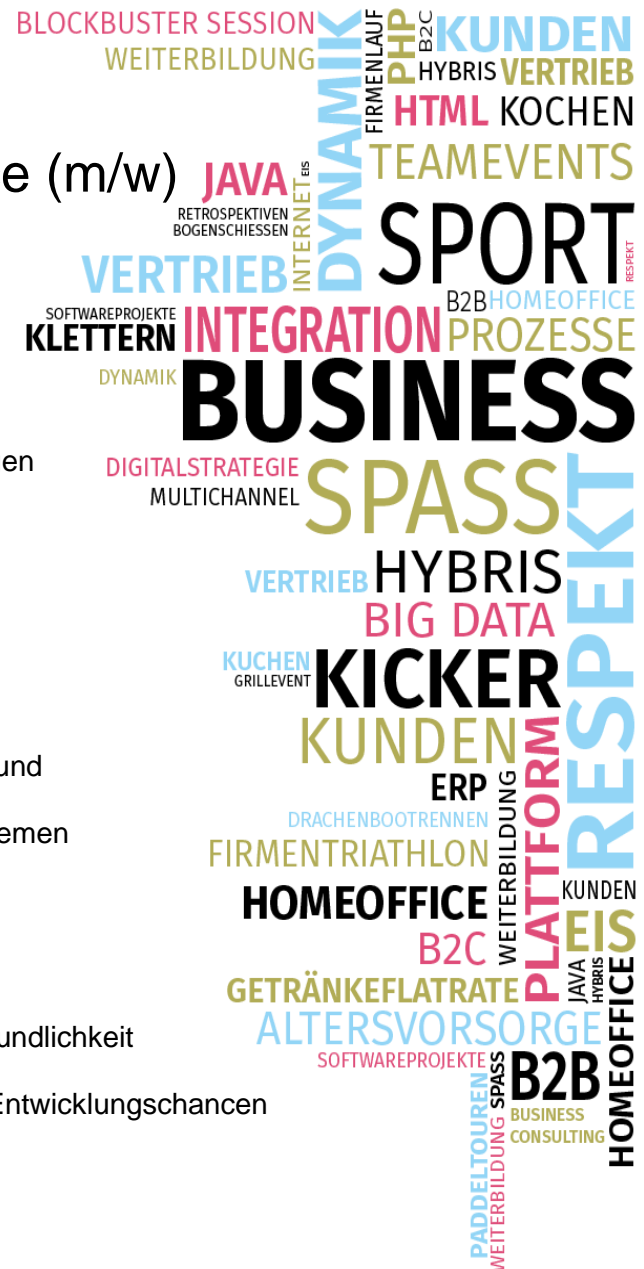 BLOCKBUSTER SESSION
WEITERBILDUNG
DYNAMIK
FIRMENLAUF
PHP
B2C
KUNDEN
HYBRIS VERTRIEB
HTML KOCHEN
TEAMEVENTS
e (m/w)
JAVA
EIS
INTERNET
RETROSPEKTIVEN
BOGENSCHIESSEN
SPORT
RESPEKT
VERTRIEB
B2B HOMEOFFICE
SOFTWAREPROJEKTE
KLETTERN INTEGRATION PROZESSE
DYNAMIK
BUSINESS
en
DIGITALSTRATEGIE
MULTICHANNEL
SPASS
RESPEKT
VERTRIEB HYBRIS
BIG DATA
KUCHEN
GRILLEVENT
KICKER
KUNDEN
und
ERP
WEITERBILDUNG
PLATTFORM
DRACHENBOOTRENNEN
emen
FIRMENTRIATHLON
HOMEOFFICE
KUNDEN
B2C
EIS
GETRÄNKEFLATRATE
JAVA
HYBRIS
HOMEOFFICE
ALTERSVORSORGE
undlichkeit
SOFTWAREPROJEKTE
SPASS
B2B
PADDELTOUREN
WEITERBILDUNG
Entwicklungschancen
BUSINESS
CONSULTING